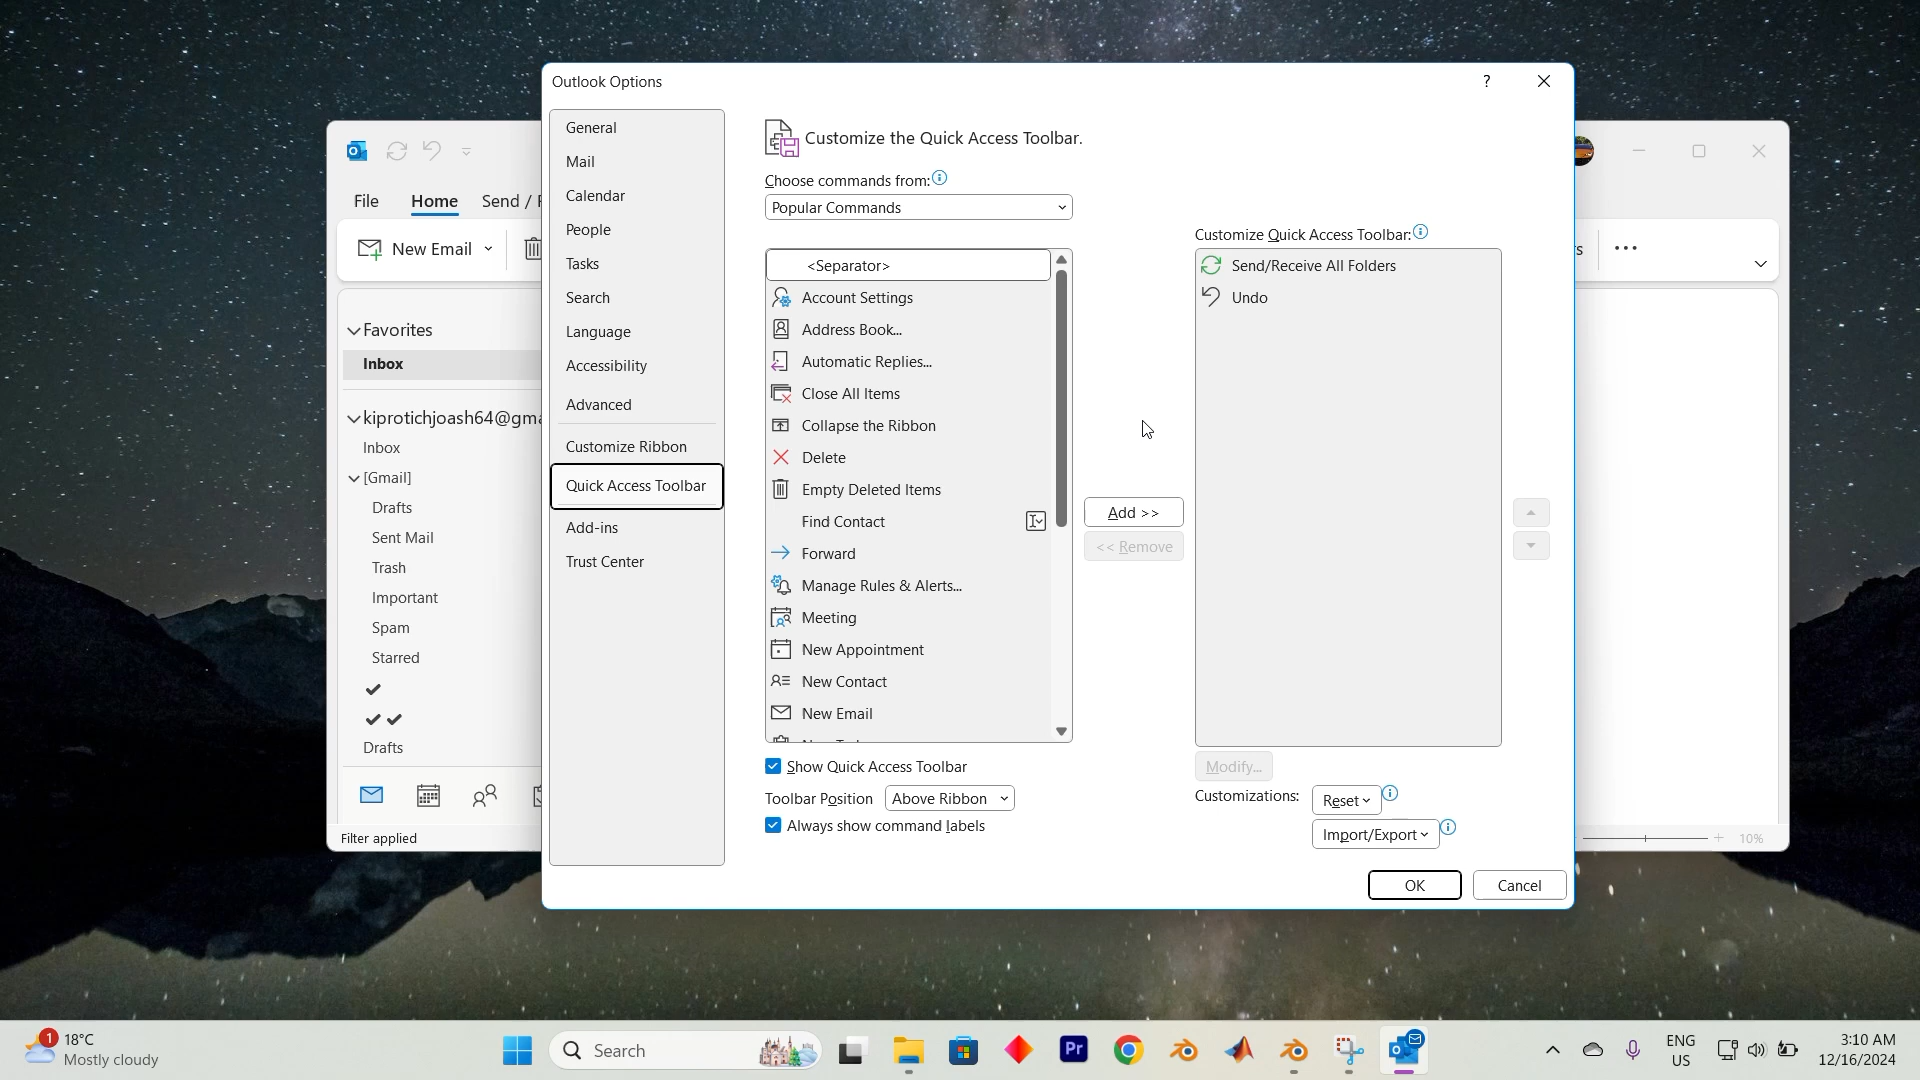 Outlook Options
?
General
Mail
Calendar
People
Tasks
Search
Language
Accessibility
Advanced
Customize Ribbon
Quick Access Toolbar
Add-ins
Trust Center
Customize the Quick Access Toolbar.
Choose commands from:
Popular Commands
<Separator>
Account Settings
Address Book...
Automatic Replies...
Close All Items
Collapse the Ribbon
Delete
Empty Deleted Items
Find Contact
Forward
Manage Rules & Alerts...
Meeting
New Appointment
New Contact
New Email
Add >>
<< Remove
Customize Quick Access Toolbar:
Send/Receive All Folders
Undo
Modify...
Show Quick Access Toolbar
Toolbar Position Above Ribbon
Always show command labels
Customizations: Reset
Import/Export
OK Cancel
File Home Send /
New Email
Favorites
Inbox
kiprotichjoash64@gm
Inbox
[Gmail]
Drafts
Sent Mail
Trash
Important
Spam
Starred
Drafts
Filter applied
10%
1
18°C
Mostly cloudy
Search
Pr
ENG
US
3:10 AM
12/16/2024